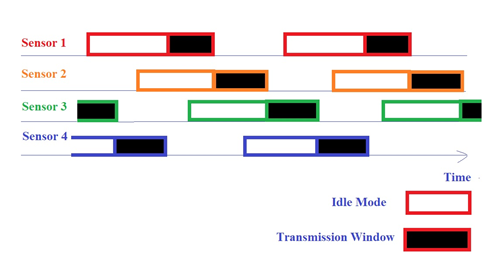 Sensor 1
Sensor 2
Sensor 3
Sensor 4
Time
Idle Mode
Transmission Window